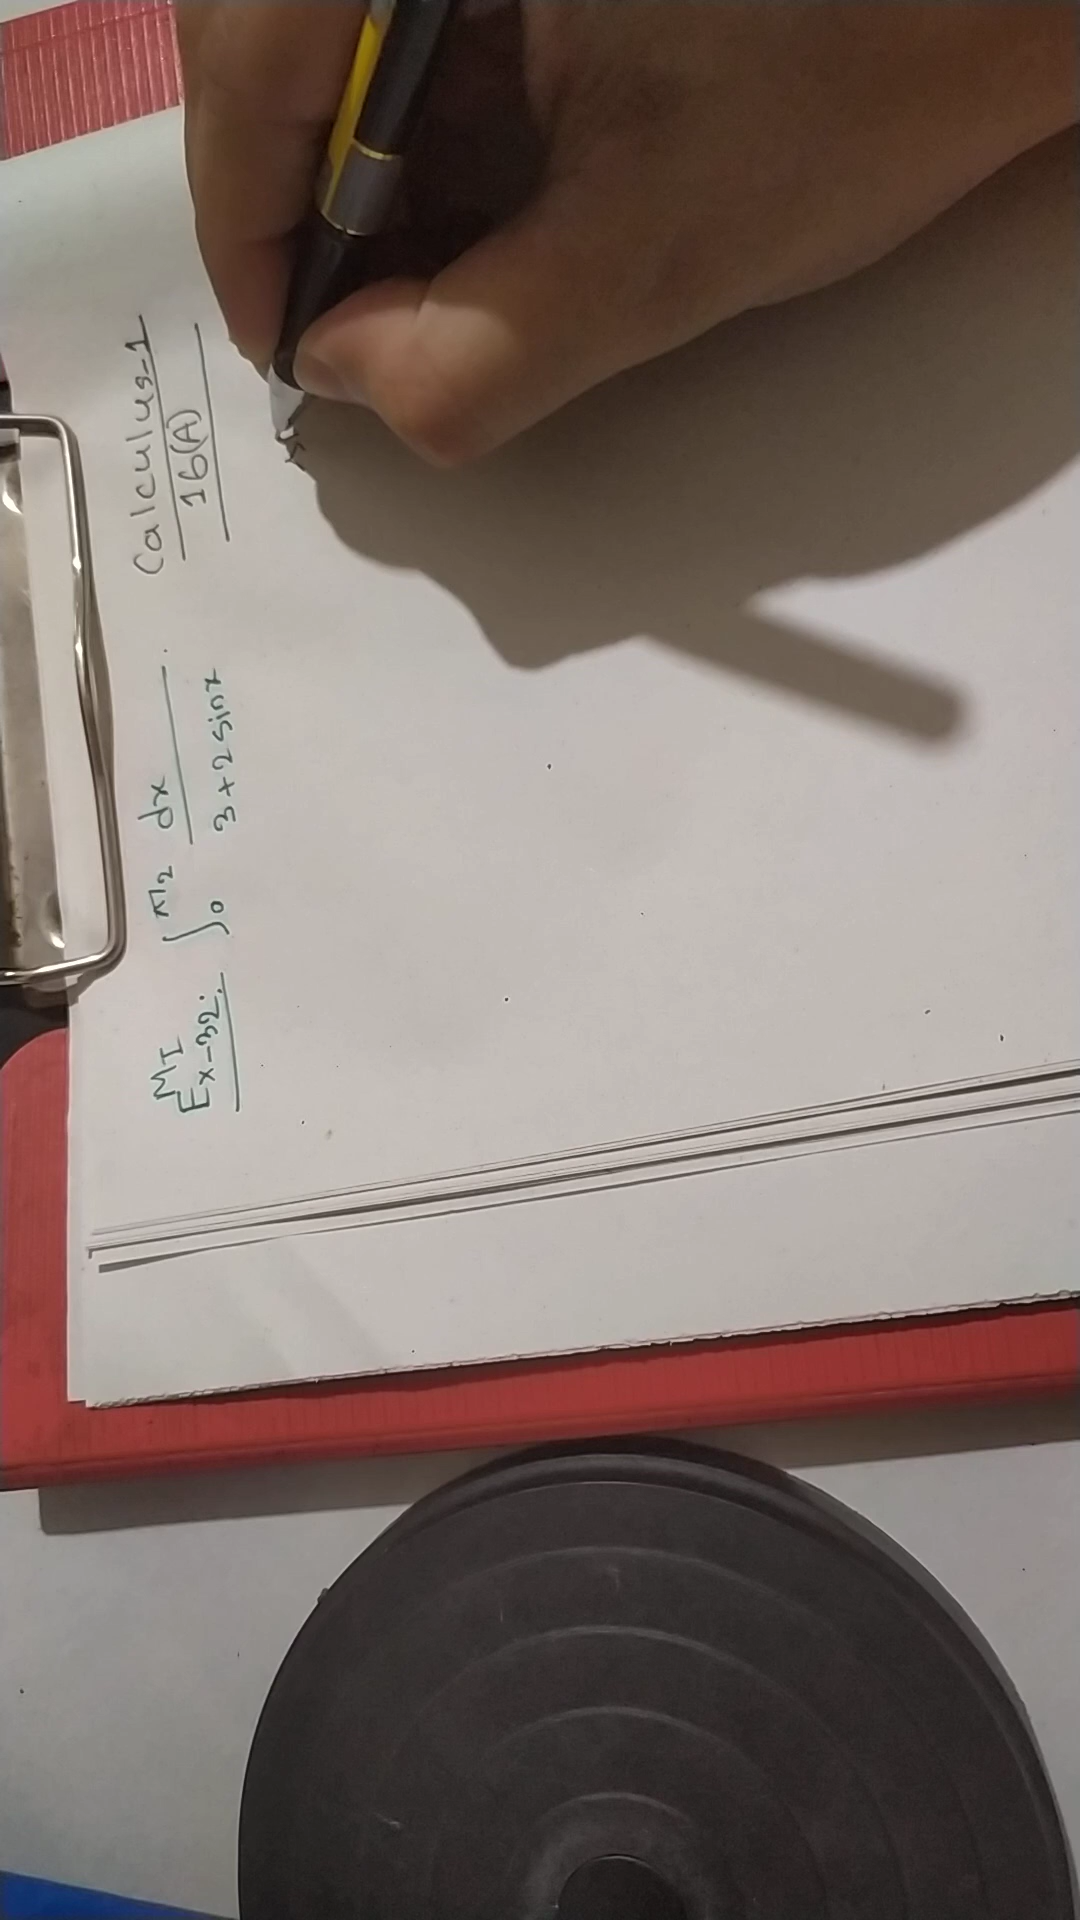 Calculus-1
16(A)
MI
Ex-32:
∫₀^π/2 dx / 3+2sinx